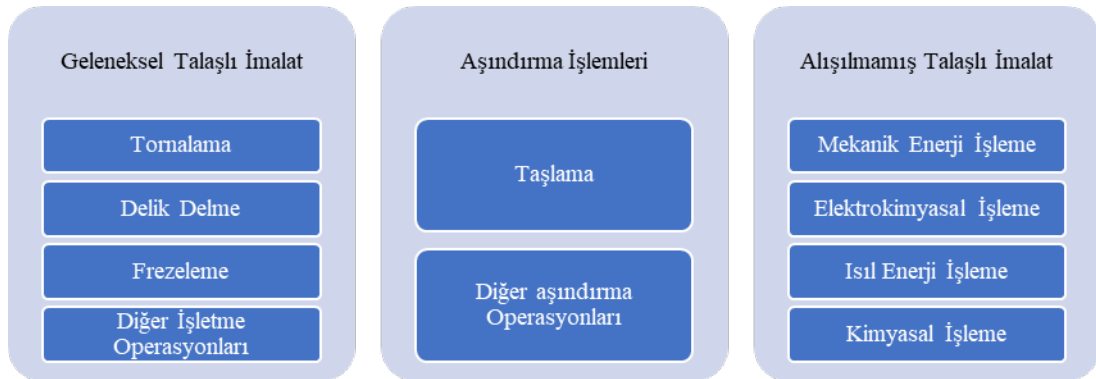 Geleneksel Talaşlı İmalat
Tornalama
Delik Delme
Frezeleme
Diğer İşletme
Operasyonları
Aşındırma İşlemleri
Taşlama
Diğer aşındırma
Operasyonları
Alışılmamış Talaşlı İmalat
Mekanik Enerji İşleme
Elektrokimyasal İşleme
Isıl Enerji İşleme
Kimyasal İşleme